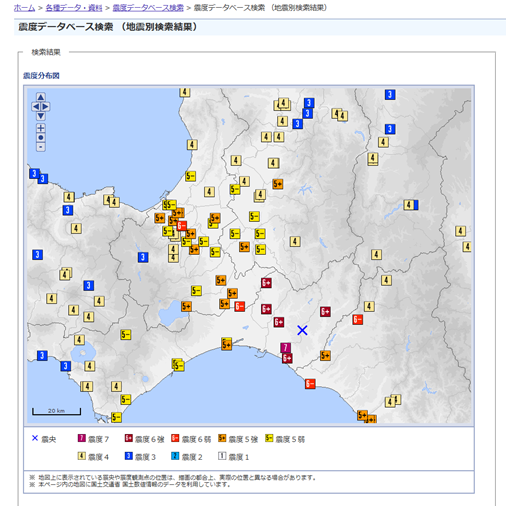 ホーム > 各種データ・資料 > 震度データベース検索 > 震度データベース検索 （地震別検索結果）
震度データベース検索 （地震別検索結果）
検索結果
震度分布図
20 km
× 震央 7 震度７ 6+ 震度６強 6- 震度６弱 5+ 震度５強 5- 震度５弱
4 震度４ 3 震度３ 2 震度２ 1 震度１
※ 地図上に表示されている震央や震度観測点の位置は、描画の都合上、実際の位置と異なる場合があります。
※ 本ページ内の地図に国土交通省 国土数値情報のデータを利用しています。